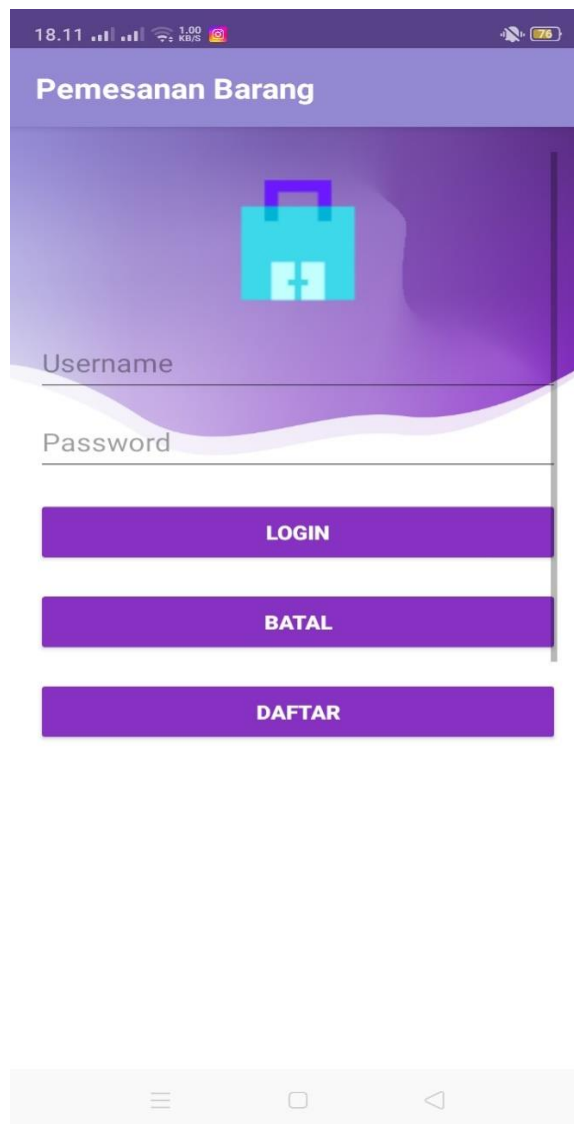 18.11 1.00 KB/S 76
Pemesanan Barang
Username
Password
LOGIN
BATAL
DAFTAR